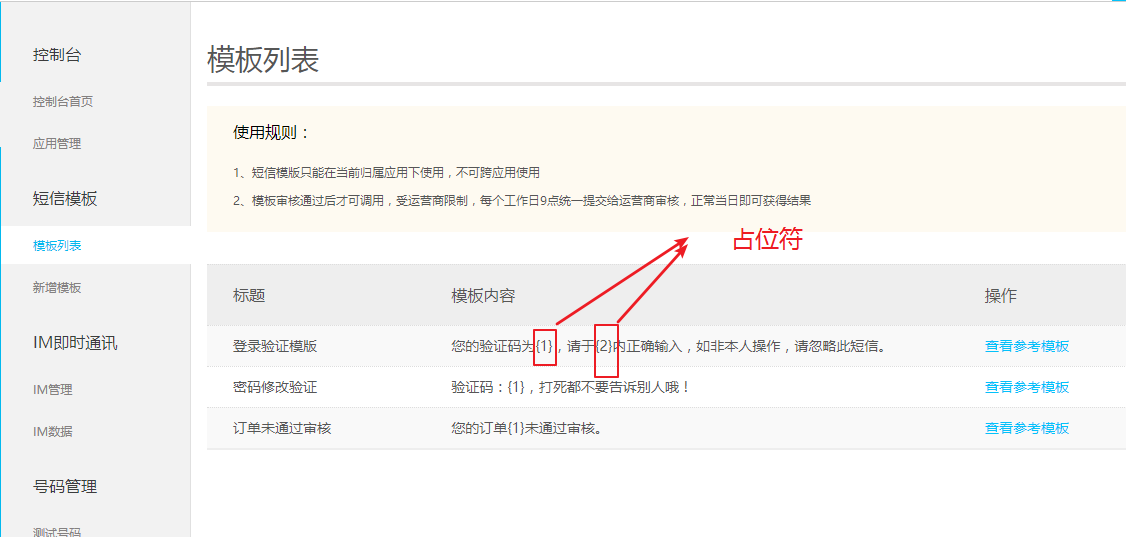 控制台
控制台首页
应用管理
短信模板
模板列表
新增模板
IM即时通讯
IM管理
IM数据
号码管理
测试号码
模板列表
使用规则：
1、短信模版只能在当前归属应用下使用，不可跨应用使用
2、模板审核通过后才可调用，受运营商限制，每个工作日9点统一提交给运营商审核，正常当日即可获得结果
占位符
标题 模板内容 操作
登录验证模版 您的验证码为{1}，请于{2}内正确输入，如非本人操作，请忽略此短信。 查看参考模板
密码修改验证 验证码：{1}，打死都不要告诉别人哦！ 查看参考模板
订单未通过审核 您的订单{1}未通过审核。 查看参考模板